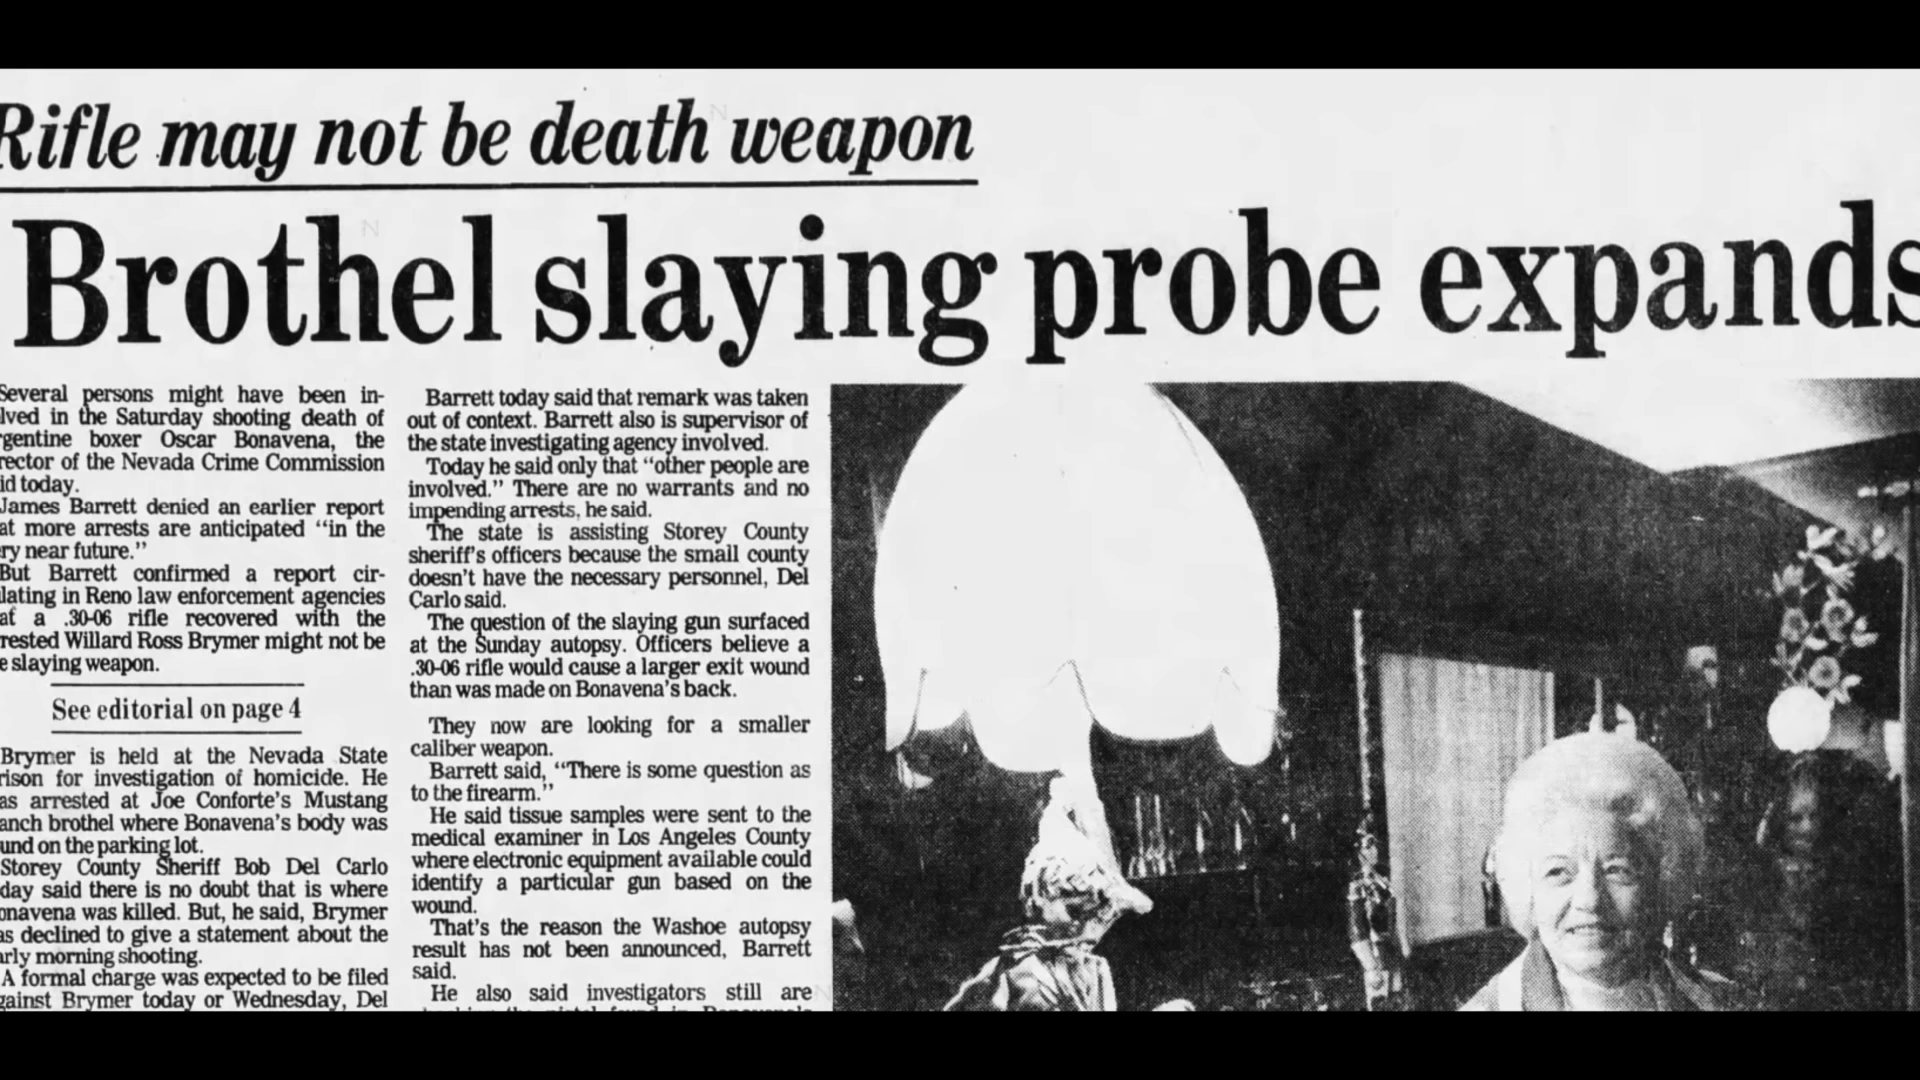 Rifle may not be death weapon
Brothel slaying probe expands
Several persons might have been in-
lved in the Saturday shooting death of
rgentine boxer Oscar Bonavena, the
rector of the Nevada Crime Commission
id today.
James Barrett denied an earlier report
at more arrests are anticipated “in the
ry near future.”
But Barrett confirmed a report cir-
lating in Reno law enforcement agencies
at a .30-06 rifle recovered with the
rested Willard Ross Brymer might not be
e slaying weapon.
See editorial on page 4
Brymer is held at the Nevada State
rison for investigation of homicide. He
as arrested at Joe Conforte's Mustang
anch brothel where Bonavena's body was
und on the parking lot.
Storey County Sheriff Bob Del Carlo
day said there is no doubt that is where
onavena was killed. But, he said, Brymer
as declined to give a statement about the
arly morning shooting.
A formal charge was expected to be filed
gainst Brymer today or Wednesday, Del
Barrett today said that remark was taken
out of context. Barrett also is supervisor of
the state investigating agency involved.
Today he said only that “other people are
involved.” There are no warrants and no
impending arrests, he said.
The state is assisting Storey County
sheriff's officers because the small county
doesn't have the necessary personnel, Del
Carlo said.
The question of the slaying gun surfaced
at the Sunday autopsy. Officers believe a
.30-06 rifle would cause a larger exit wound
than was made on Bonavena's back.
They now are looking for a smaller
caliber weapon.
Barrett said, “There is some question as
to the firearm.”
He said tissue samples were sent to the
medical examiner in Los Angeles County
where electronic equipment available could
identify a particular gun based on the
wound.
That's the reason the Washoe autopsy
result has not been announced, Barrett
said.
He also said investigators still are